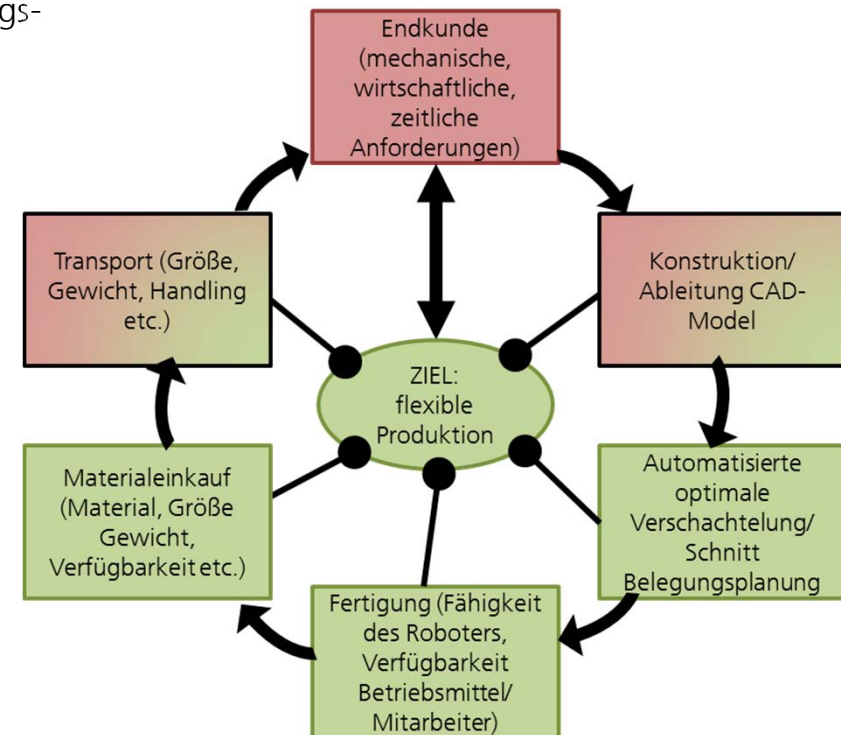 gs-
Endkunde
(mechanische,
wirtschaftliche,
zeitliche
Anforderungen)
Transport (Größe,
Gewicht, Handling
etc.)
Konstruktion/
Ableitung CAD-
Model
ZIEL:
flexible
Produktion
Materialeinkauf
(Material, Größe
Gewicht,
Verfügbarkeit etc.)
Automatisierte
optimale
Verschachtelung/
Schnitt
Belegungsplanung
Fertigung (Fähigkeit
des Roboters,
Verfügbarkeit
Betriebsmittel/
Mitarbeiter)